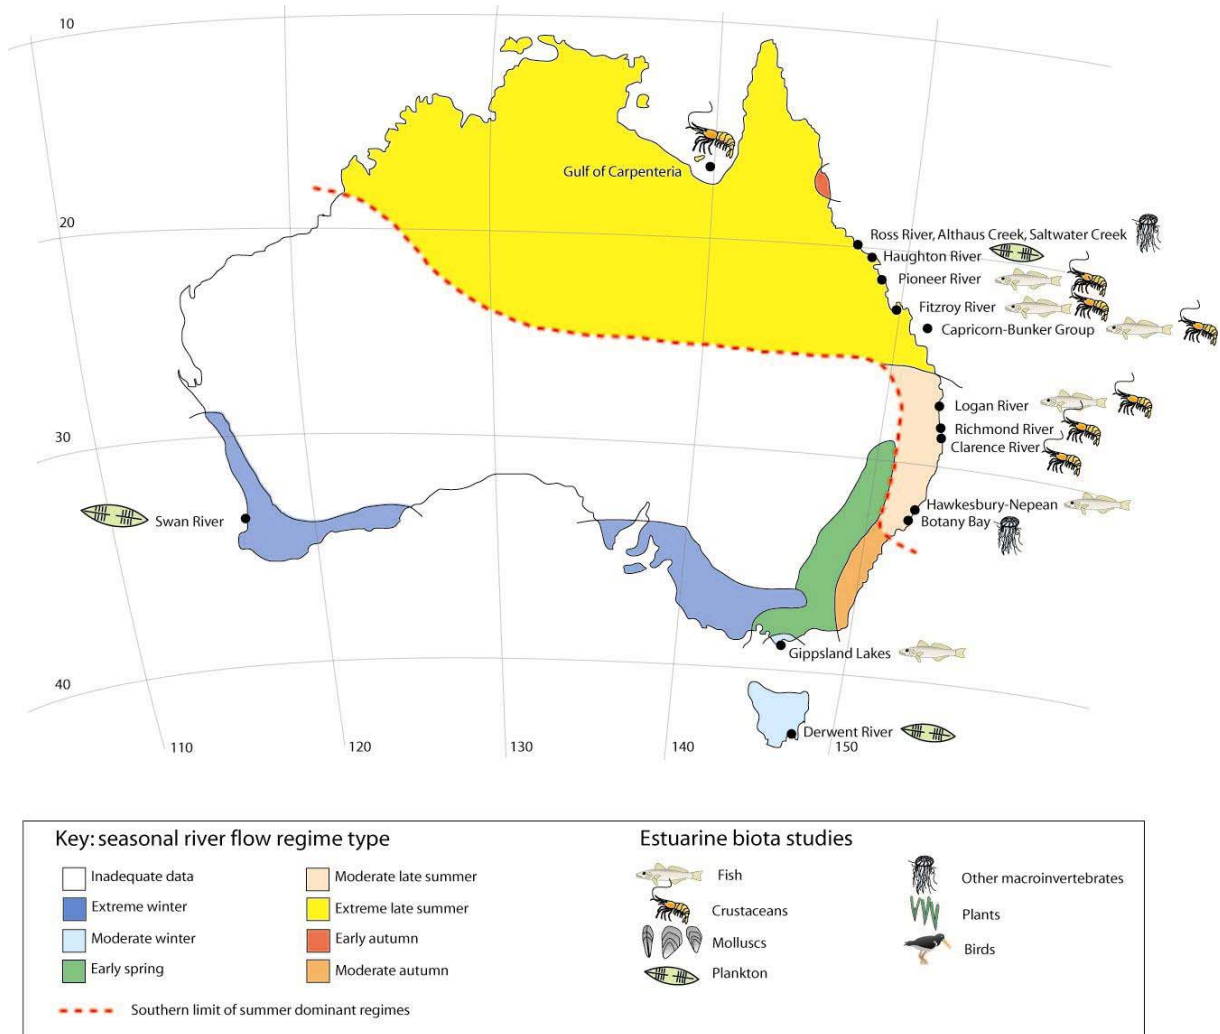 10
Gulf of Carpenteria
20
Ross River, Althaus Creek, Saltwater Creek
Haughton River
Pioneer River
Fitzroy River
Capricorn-Bunker Group
Logan River
30
Richmond River
Clarence River
Swan River
Hawkesbury-Nepean
Botany Bay
Gippsland Lakes
40
Derwent River
110
120
130
140
150
Key: seasonal river flow regime type
Inadequate data
Extreme winter
Moderate winter
Early spring
Moderate late summer
Extreme late summer
Early autumn
Moderate autumn
Southern limit of summer dominant regimes
Estuarine biota studies
Fish
Crustaceans
Molluscs
Plankton
Other macroinvertebrates
Plants
Birds